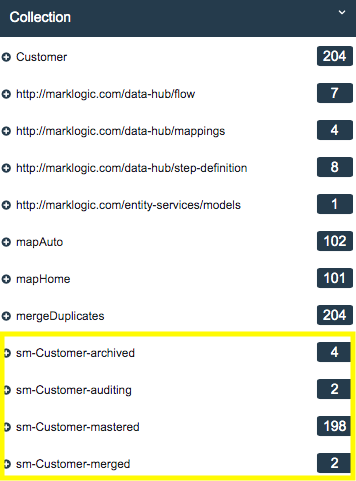 Collection
Customer 204
http://marklogic.com/data-hub/flow 7
http://marklogic.com/data-hub/mappings 4
http://marklogic.com/data-hub/step-definition 8
http://marklogic.com/entity-services/models 1
mapAuto 102
mapHome 101
mergeDuplicates 204
sm-Customer-archived 4
sm-Customer-auditing 2
sm-Customer-mastered 198
sm-Customer-merged 2